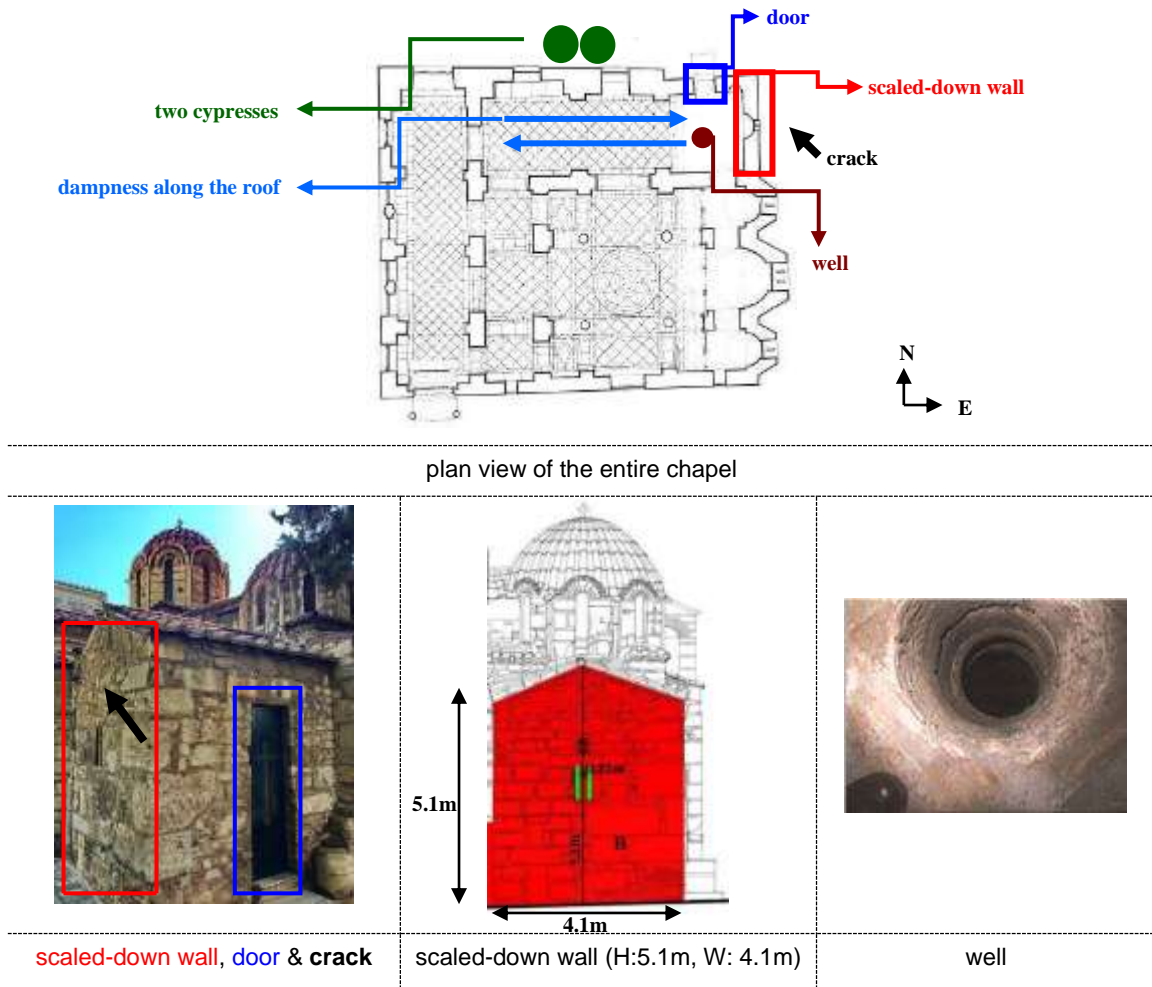 door
two cypresses
scaled-down wall
crack
dampness along the roof
well
N
E
plan view of the entire chapel
5.1m
B
4.1m
scaled-down wall, door & crack
scaled-down wall (H:5.1m, W: 4.1m)
well